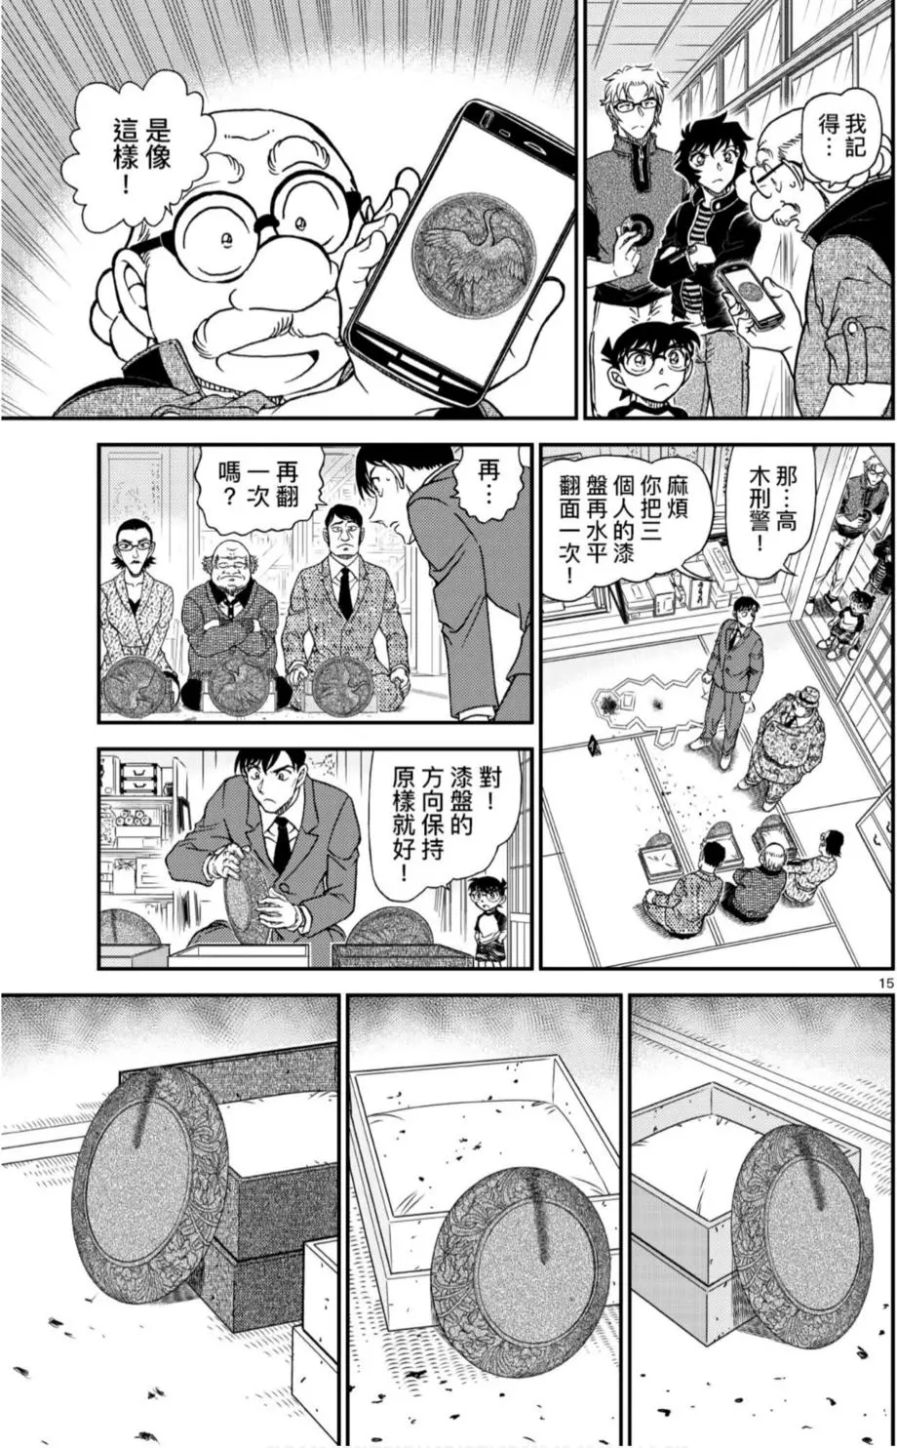 我記
得…
是像
這樣！
那…高
木刑警！
麻煩
你把三
個人的漆
盤再水平
翻面一次！
再…
再翻
一次
嗎？
對！
漆盤的
方向保持
原樣就好！
15